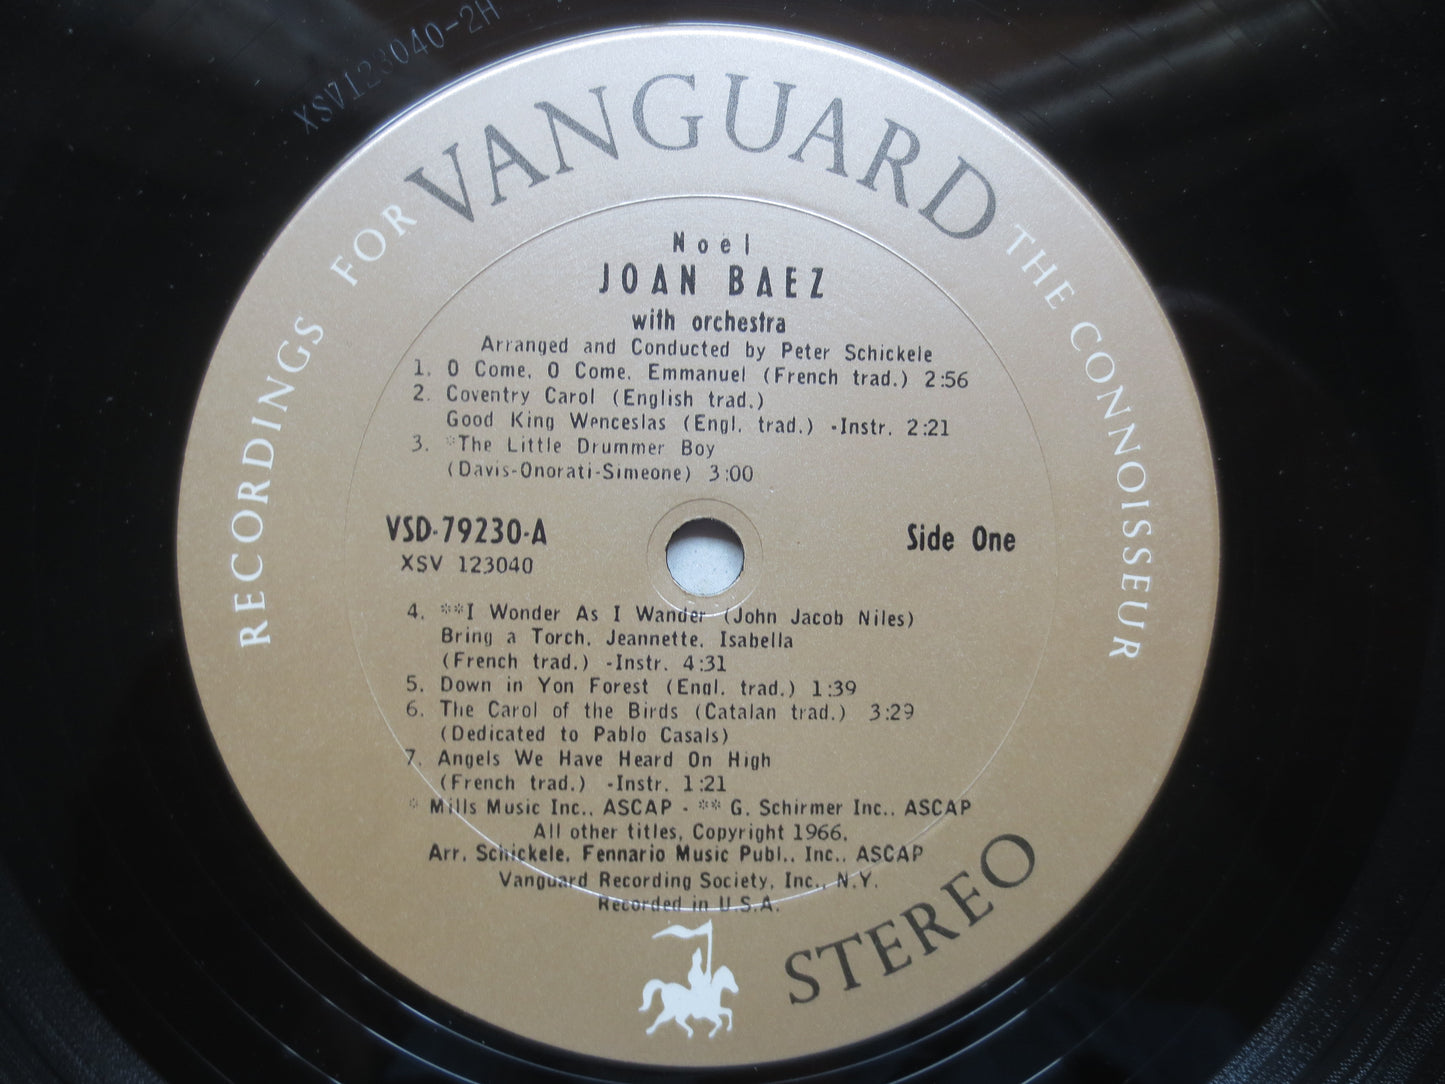 XSV123040-2H
RECORDINGS FOR VANGUARD THE CONNOISSEUR
Noel
JOAN BAEZ
with orchestra
Arranged and Conducted by Peter Schickele
1. O Come, O Come, Emmanuel (French trad.) 2:56
2. Coventry Carol (English trad.)
Good King Wenceslas (Engl. trad.) -Instr. 2:21
3. *The Little Drummer Boy
(Davis-Onorati-Simeone) 3:00
VSD-79230-A Side One
XSV 123040
4. **I Wonder As I Wander (John Jacob Niles)
Bring a Torch, Jeannette, Isabella
(French trad.) -Instr. 4:31
5. Down in Yon Forest (Engl. trad.) 1:39
6. The Carol of the Birds (Catalan trad.) 3:29
(Dedicated to Pablo Casals)
7. Angels We Have Heard On High
(French trad.) -Instr. 1:21
* Mills Music Inc., ASCAP - ** G. Schirmer Inc., ASCAP
All other titles, Copyright 1966,
Arr. Schickele, Fennario Music Publ., Inc., ASCAP
Vanguard Recording Society, Inc., N.Y.
Recorded in U.S.A.
STEREO